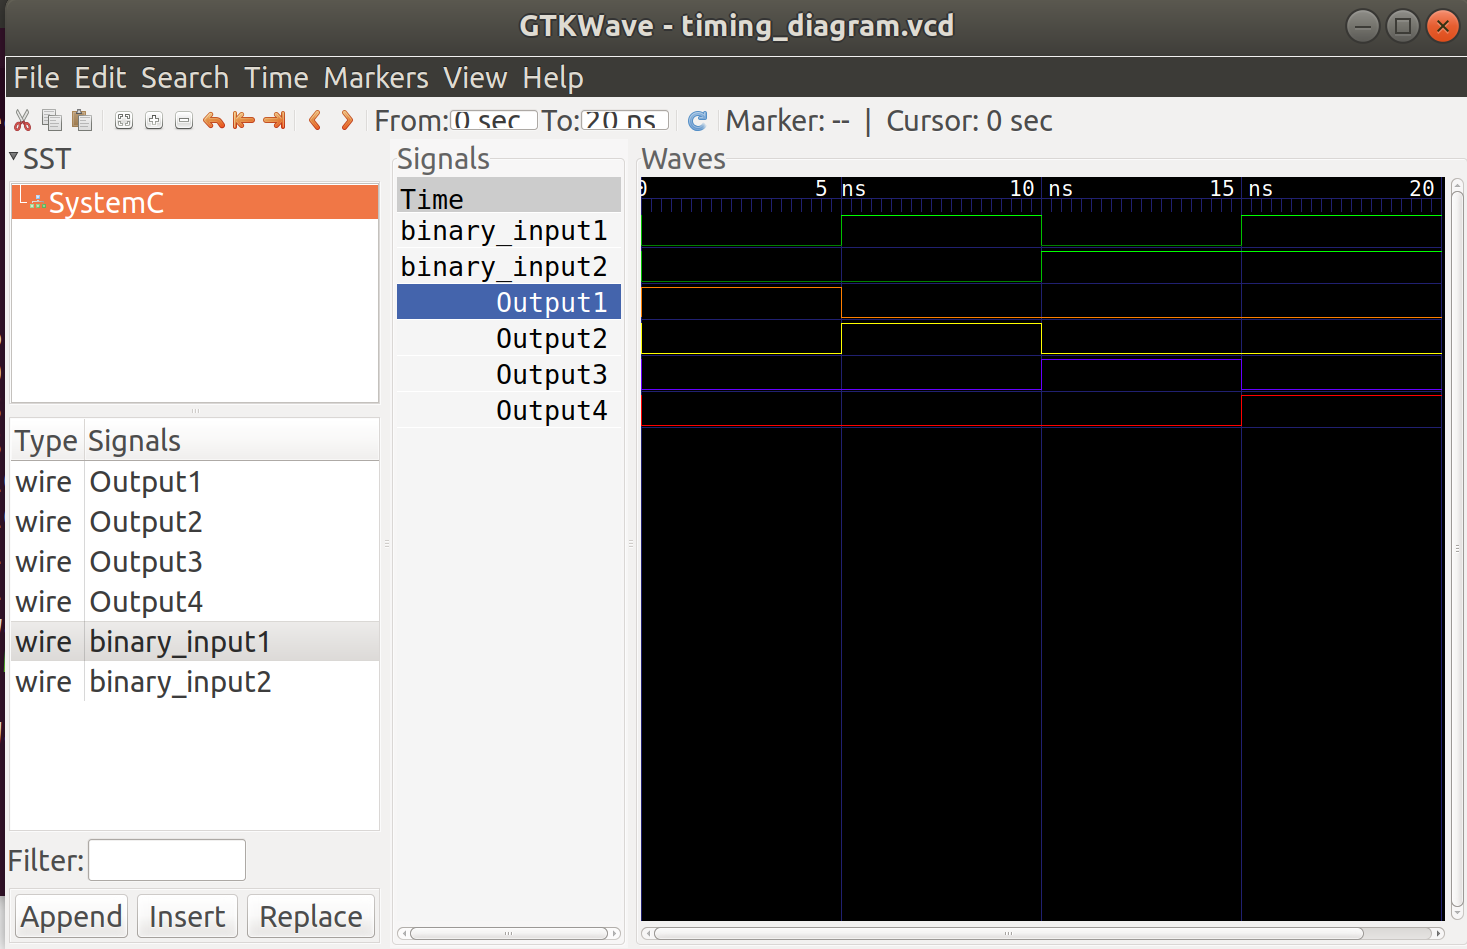 GTKWave - timing_diagram.vcd
File Edit Search Time Markers View Help
From: 0 sec To: 20 ns Marker: -- | Cursor: 0 sec
SST
SystemC
Type Signals
wire Output1
wire Output2
wire Output3
wire Output4
wire binary_input1
wire binary_input2
Filter:
Append Insert Replace
Signals
Time
binary_input1
binary_input2
Output1
Output2
Output3
Output4
Waves
0 5 ns 10 ns 15 ns 20